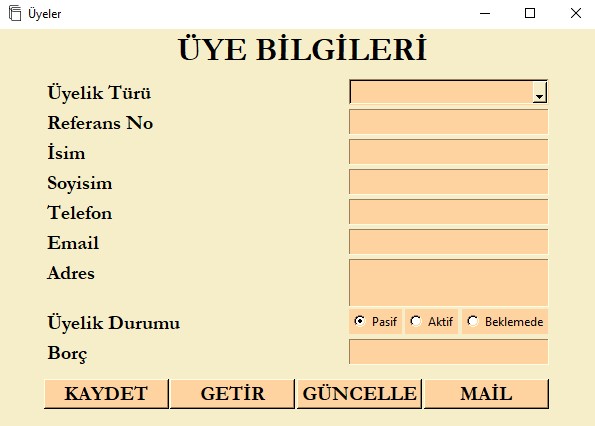 Üyeler
ÜYE BİLGİLERİ
Üyelik Türü
Referans No
İsim
Soyisim
Telefon
Email
Adres
Üyelik Durumu Pasif Aktif Beklemede
Borç
KAYDET GETİR GÜNCELLE MAİL